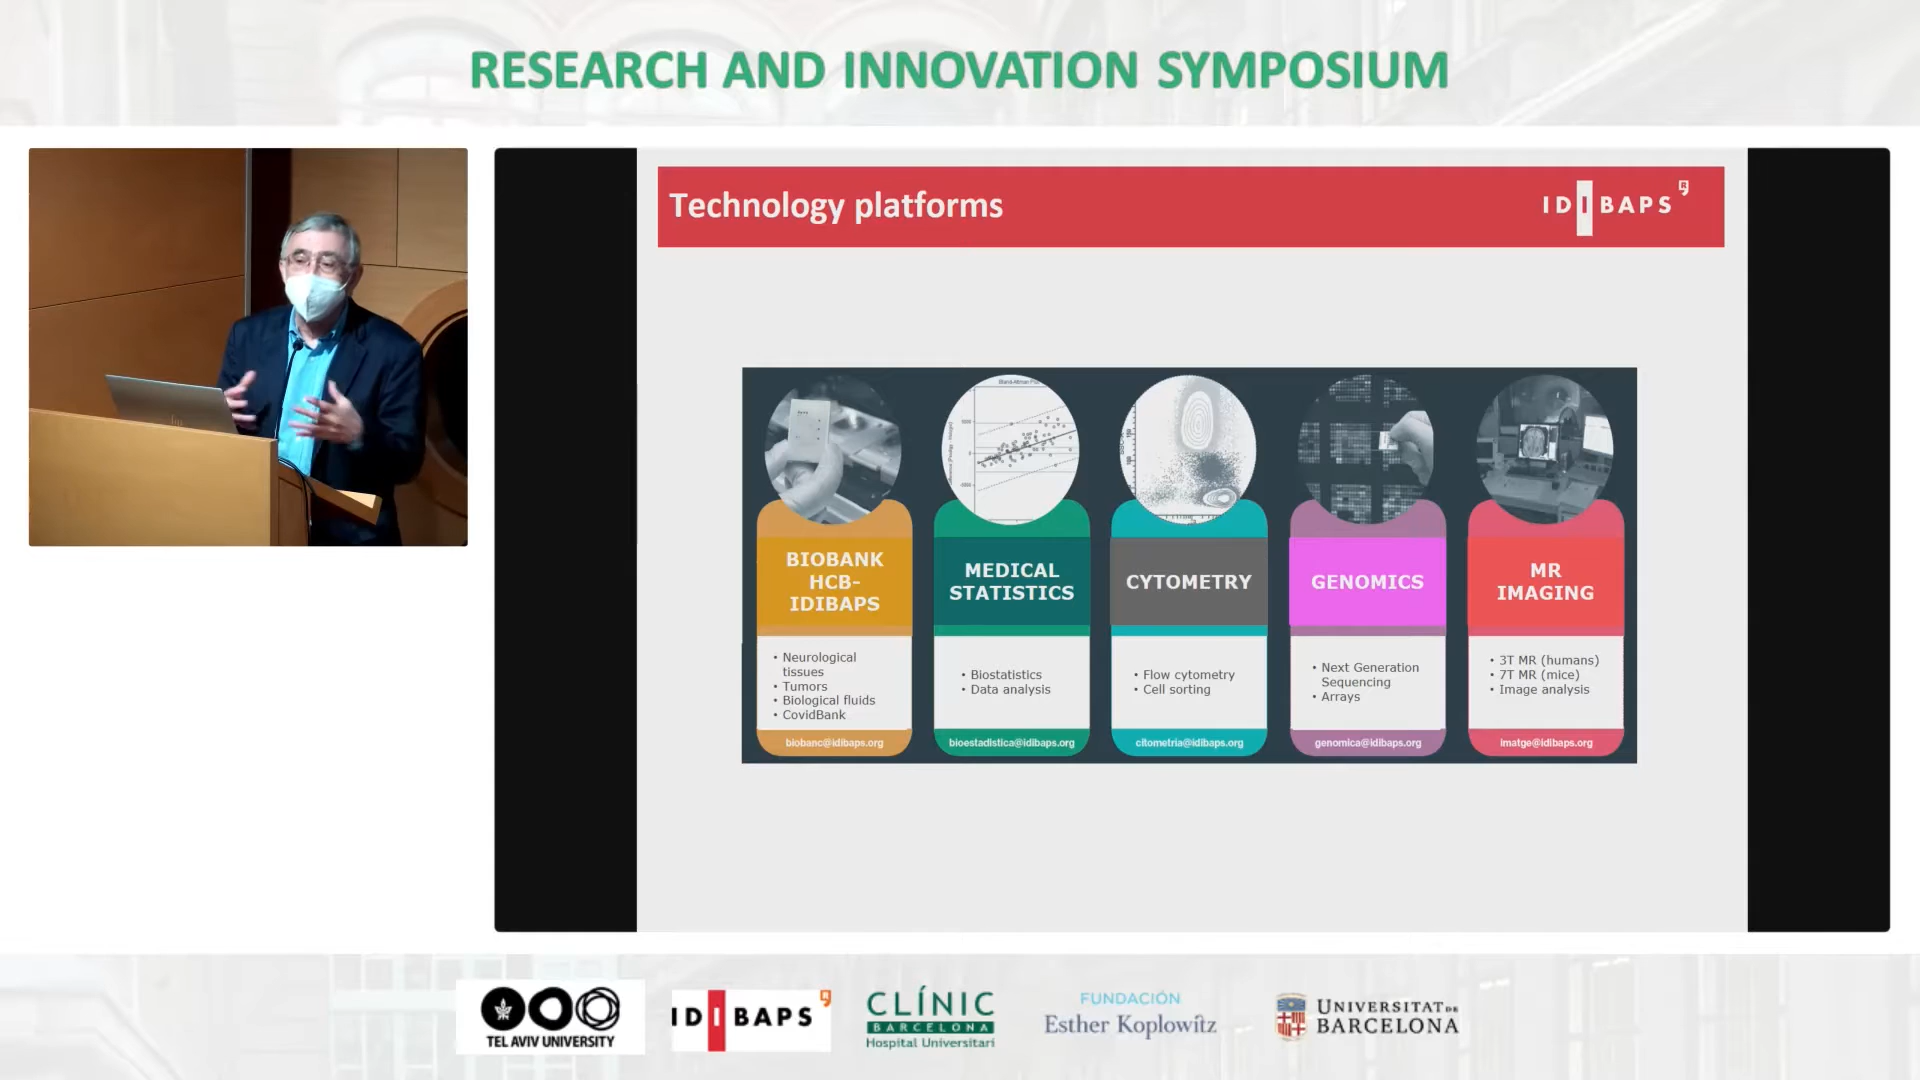 RESEARCH AND INNOVATION SYMPOSIUM
Technology platforms
IDIBAPS
BIOBANK
HCB-
IDIBAPS
• Neurological
tissues
• Tumors
• Biological fluids
• CovidBank
biobanc@idibaps.org
MEDICAL
STATISTICS
• Biostatistics
• Data analysis
bioestadistica@idibaps.org
CYTOMETRY
• Flow cytometry
• Cell sorting
citometria@idibaps.org
GENOMICS
• Next Generation
Sequencing
• Arrays
genomica@idibaps.org
MR
IMAGING
• 3T MR (humans)
• 7T MR (mice)
• Image analysis
imatge@idibaps.org
TEL AVIV UNIVERSITY
IDIBAPS
CLÍNIC
BARCELONA
Hospital Universitari
FUNDACIÓN
Esther Koplowitz
UNIVERSITAT DE
BARCELONA